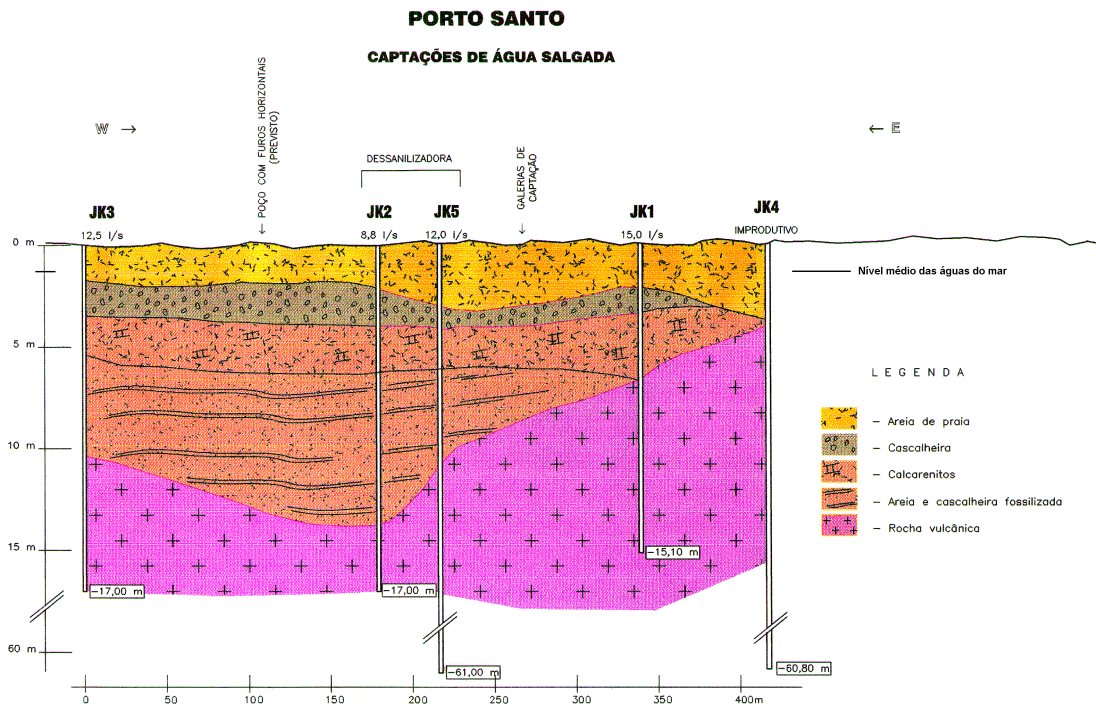 PORTO SANTO
CAPTAÇÕES DE ÁGUA SALGADA
POÇO COM FUROS HORIZONTAIS
(PREVISTO)
W
E
DESSANILIZADORA
GALERIAS DE
CAPTAÇÃO
JK3
JK2
JK5
JK1
JK4
12,5 l/s
8,8 l/s
12,0 l/s
15,0 l/s
IMPRODUTIVO
0 m
Nível médio das águas do mar
5 m
10 m
15 m
60 m
LEGENDA
– Areia de praia
– Cascalheira
– Calcarenitos
– Areia e cascalheira fossilizada
– Rocha vulcânica
–15,10 m
–17,00 m
–17,00 m
–61,00 m
–60,80 m
0
50
100
150
200
250
300
350
400m